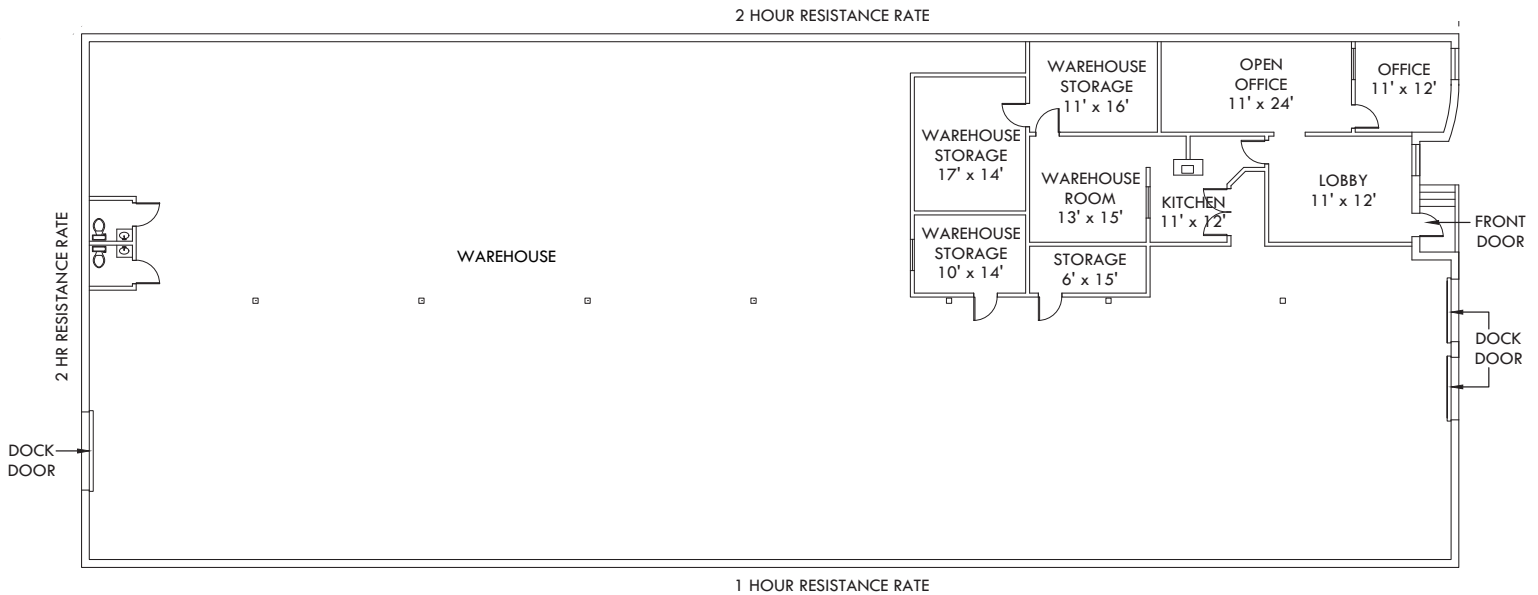 2 HOUR RESISTANCE RATE
WAREHOUSE
STORAGE
11' x 16'
OPEN
OFFICE
11' x 24'
OFFICE
11' x 12'
WAREHOUSE
STORAGE
17' x 14'
WAREHOUSE
ROOM
13' x 15'
KITCHEN
11' x 12'
LOBBY
11' x 12'
FRONT
DOOR
WAREHOUSE
STORAGE
10' x 14'
STORAGE
6' x 15'
WAREHOUSE
2 HR RESISTANCE RATE
DOCK
DOOR
DOCK
DOOR
1 HOUR RESISTANCE RATE